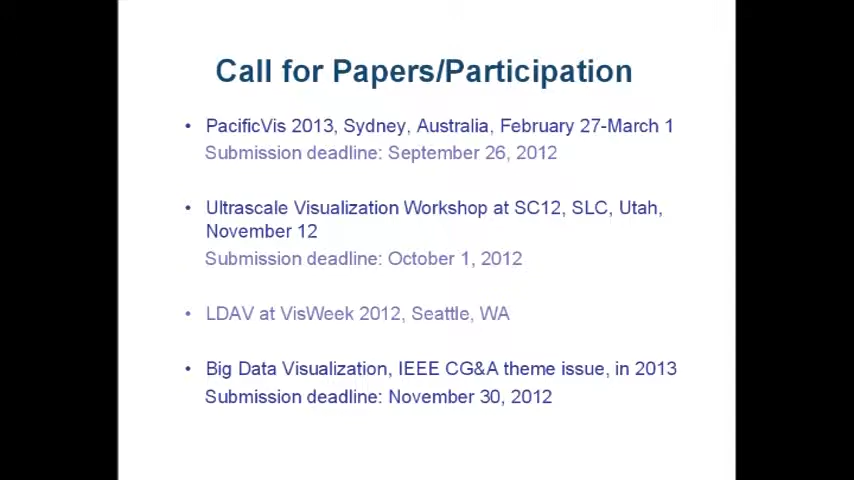 Call for Papers/Participation
• PacificVis 2013, Sydney, Australia, February 27-March 1
Submission deadline: September 26, 2012
• Ultrascale Visualization Workshop at SC12, SLC, Utah,
November 12
Submission deadline: October 1, 2012
• LDAV at VisWeek 2012, Seattle, WA
• Big Data Visualization, IEEE CG&A theme issue, in 2013
Submission deadline: November 30, 2012